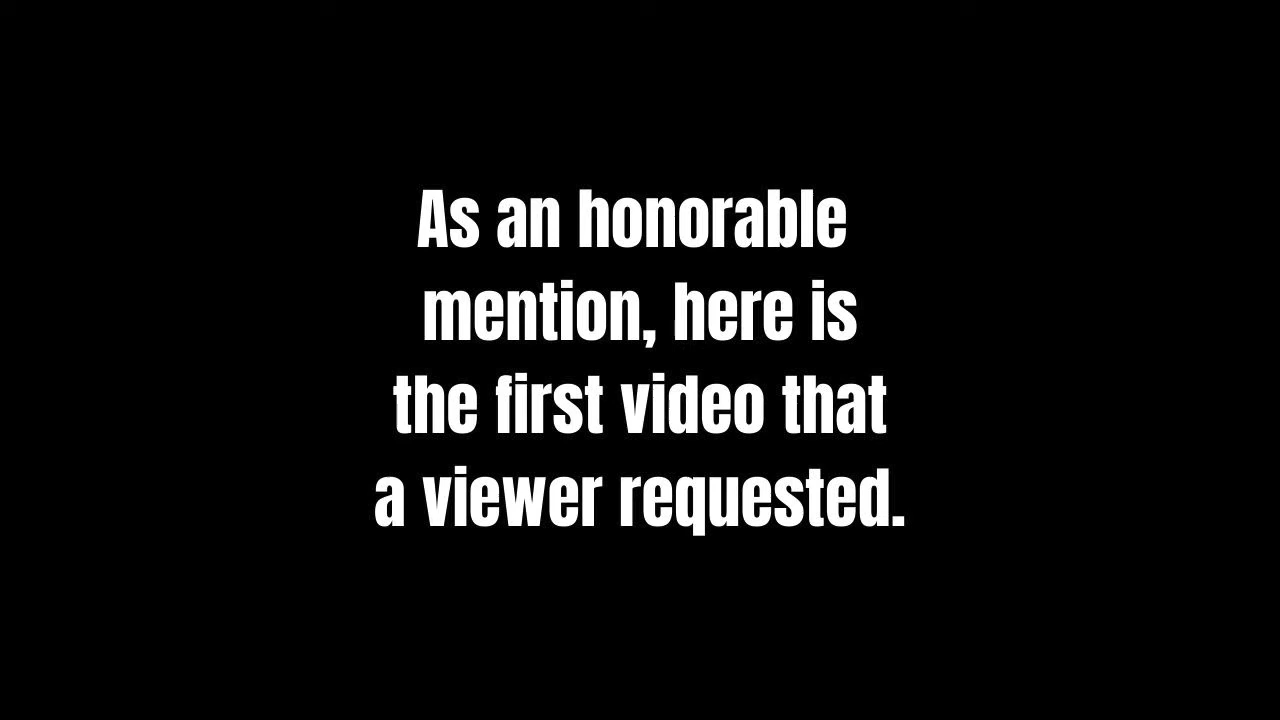 As an honorable
mention, here is
the first video that
a viewer requested.